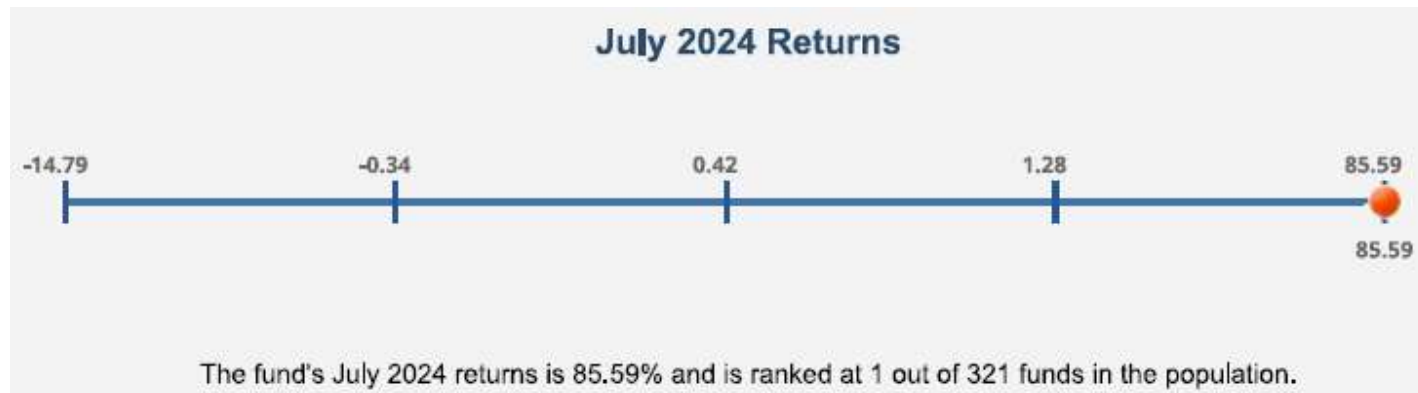 July 2024 Returns
-14.79 -0.34 0.42 1.28 85.59
85.59
The fund's July 2024 returns is 85.59% and is ranked at 1 out of 321 funds in the population.